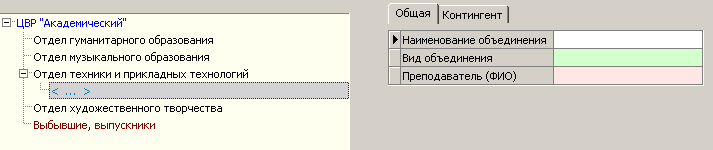 ЦВР "Академический"
Отдел гуманитарного образования
Отдел музыкального образования
Отдел техники и прикладных технологий
< ... >
Отдел художественного творчества
Выбывшие, выпускники
Общая
Контингент
Наименование объединения
Вид объединения
Преподаватель (ФИО)